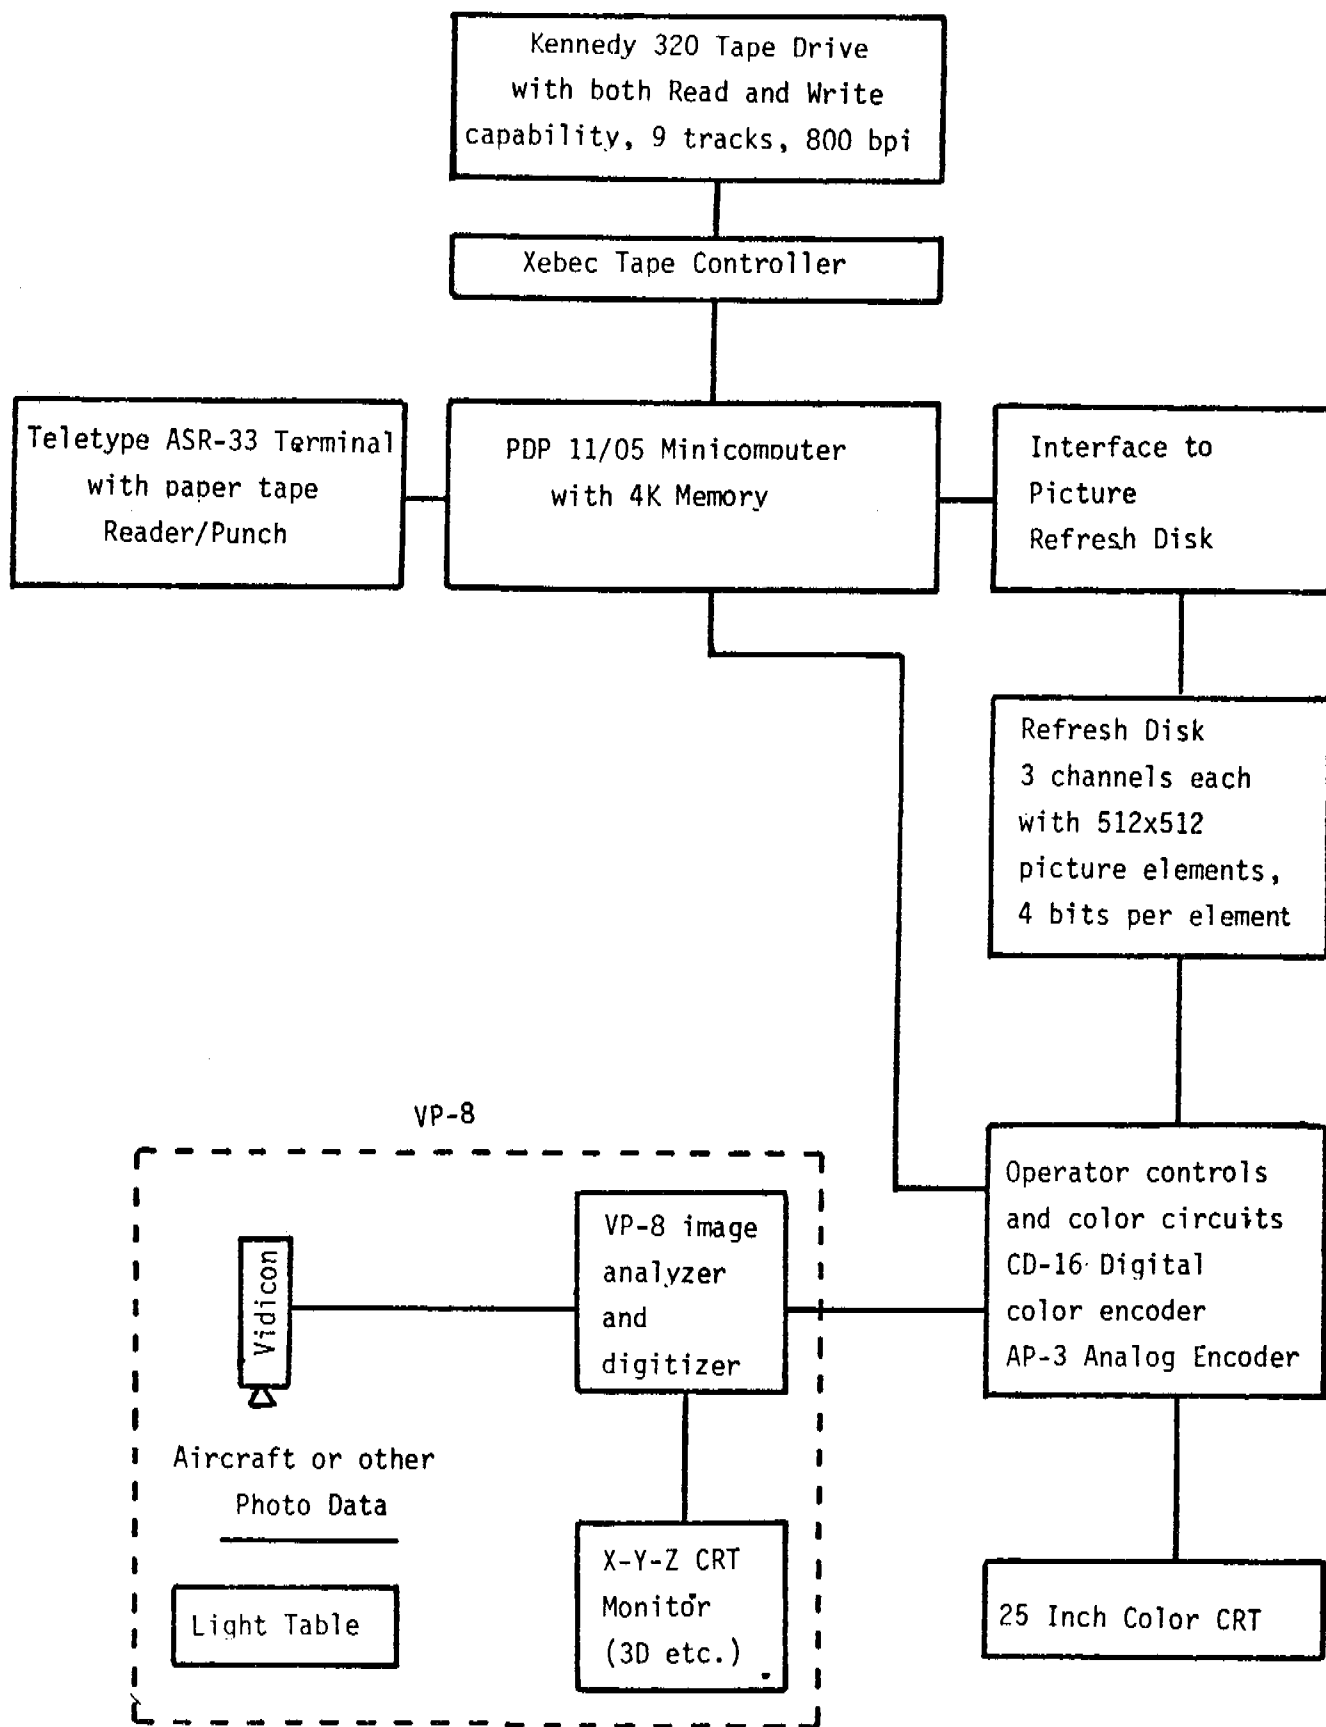 Kennedy 320 Tape Drive
with both Read and Write
capability, 9 tracks, 800 bpi
Xebec Tape Controller
Teletype ASR-33 Terminal
with paper tape
Reader/Punch
PDP 11/05 Minicomputer
with 4K Memory
Interface to
Picture
Refresh Disk
Refresh Disk
3 channels each
with 512x512
picture elements,
4 bits per element
VP-8
Vidicon
VP-8 image
analyzer
and
digitizer
Operator controls
and color circuits
CD-16 Digital
color encoder
AP-3 Analog Encoder
Aircraft or other
Photo Data
Light Table
X-Y-Z CRT
Monitor
(3D etc.)
25 Inch Color CRT